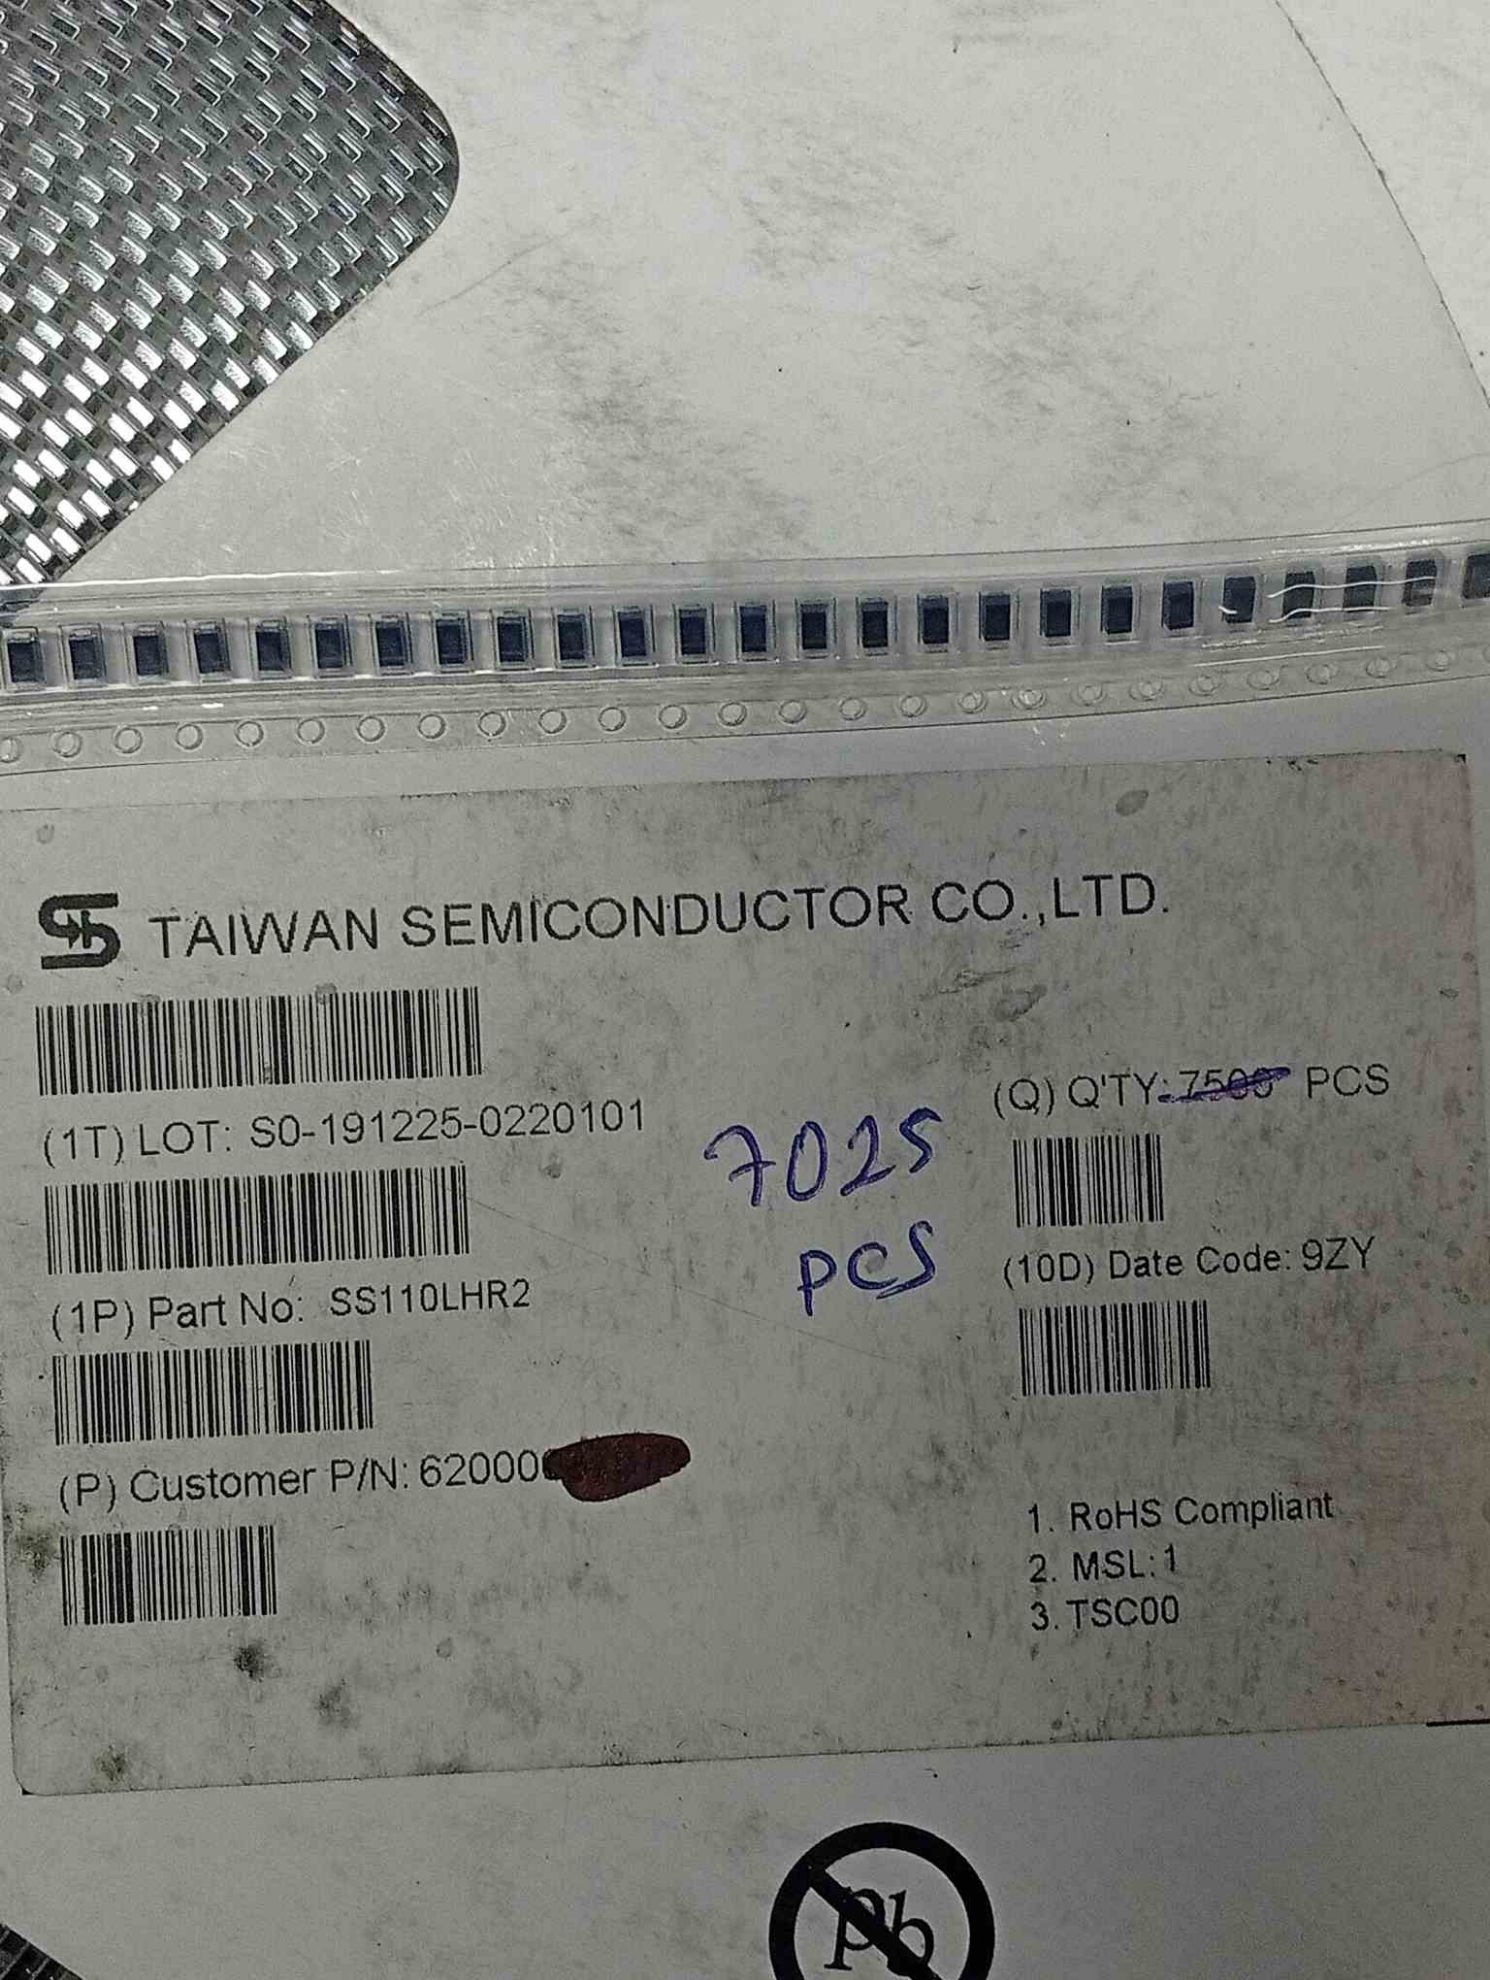 TAIWAN SEMICONDUCTOR CO.,LTD.
(Q) Q'TY: 7500 PCS
(1T) LOT: S0-191225-0220101
7025
PCS
(10D) Date Code: 9ZY
(1P) Part No: SS110LHR2
(P) Customer P/N: 62000
1. RoHS Compliant
2. MSL:1
3. TSC00
Pb